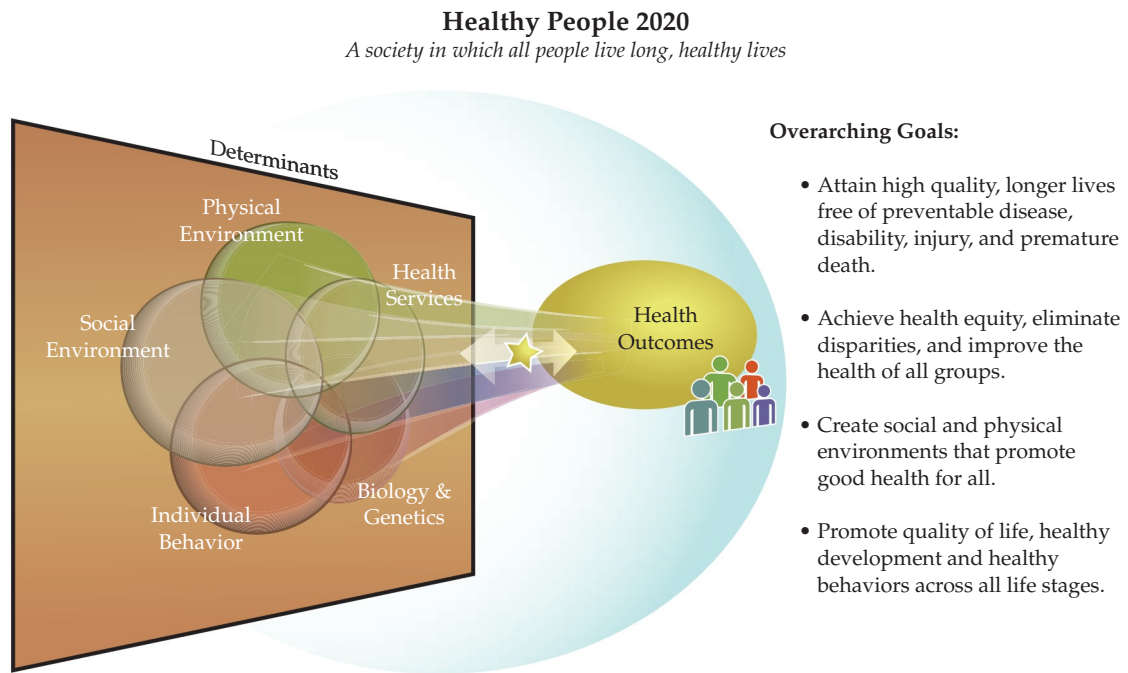 Healthy People 2020
A society in which all people live long, healthy lives
Determinants
Physical
Environment
Health
Services
Social
Environment
Individual
Behavior
Biology &
Genetics
Health
Outcomes
Overarching Goals:
• Attain high quality, longer lives
free of preventable disease,
disability, injury, and premature
death.
• Achieve health equity, eliminate
disparities, and improve the
health of all groups.
• Create social and physical
environments that promote
good health for all.
• Promote quality of life, healthy
development and healthy
behaviors across all life stages.